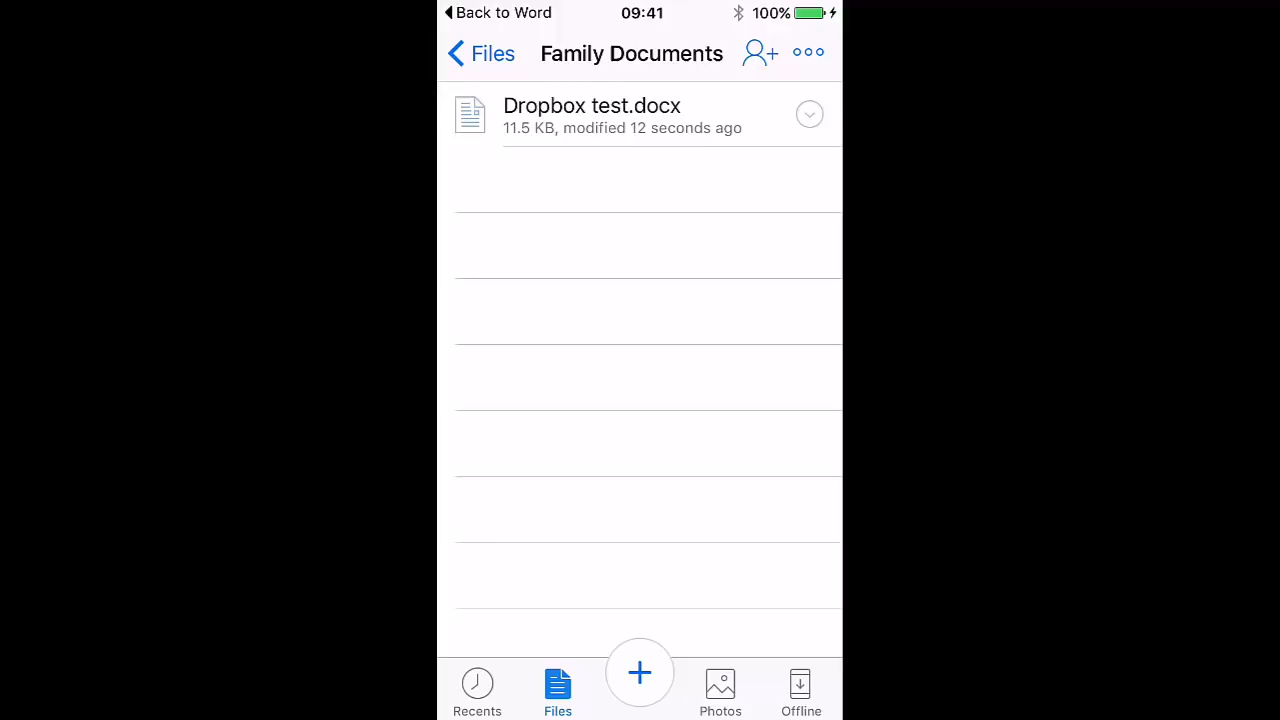 Back to Word 09:41 100%
Files Family Documents
Dropbox test.docx
11.5 KB, modified 12 seconds ago
Recents Files Photos Offline